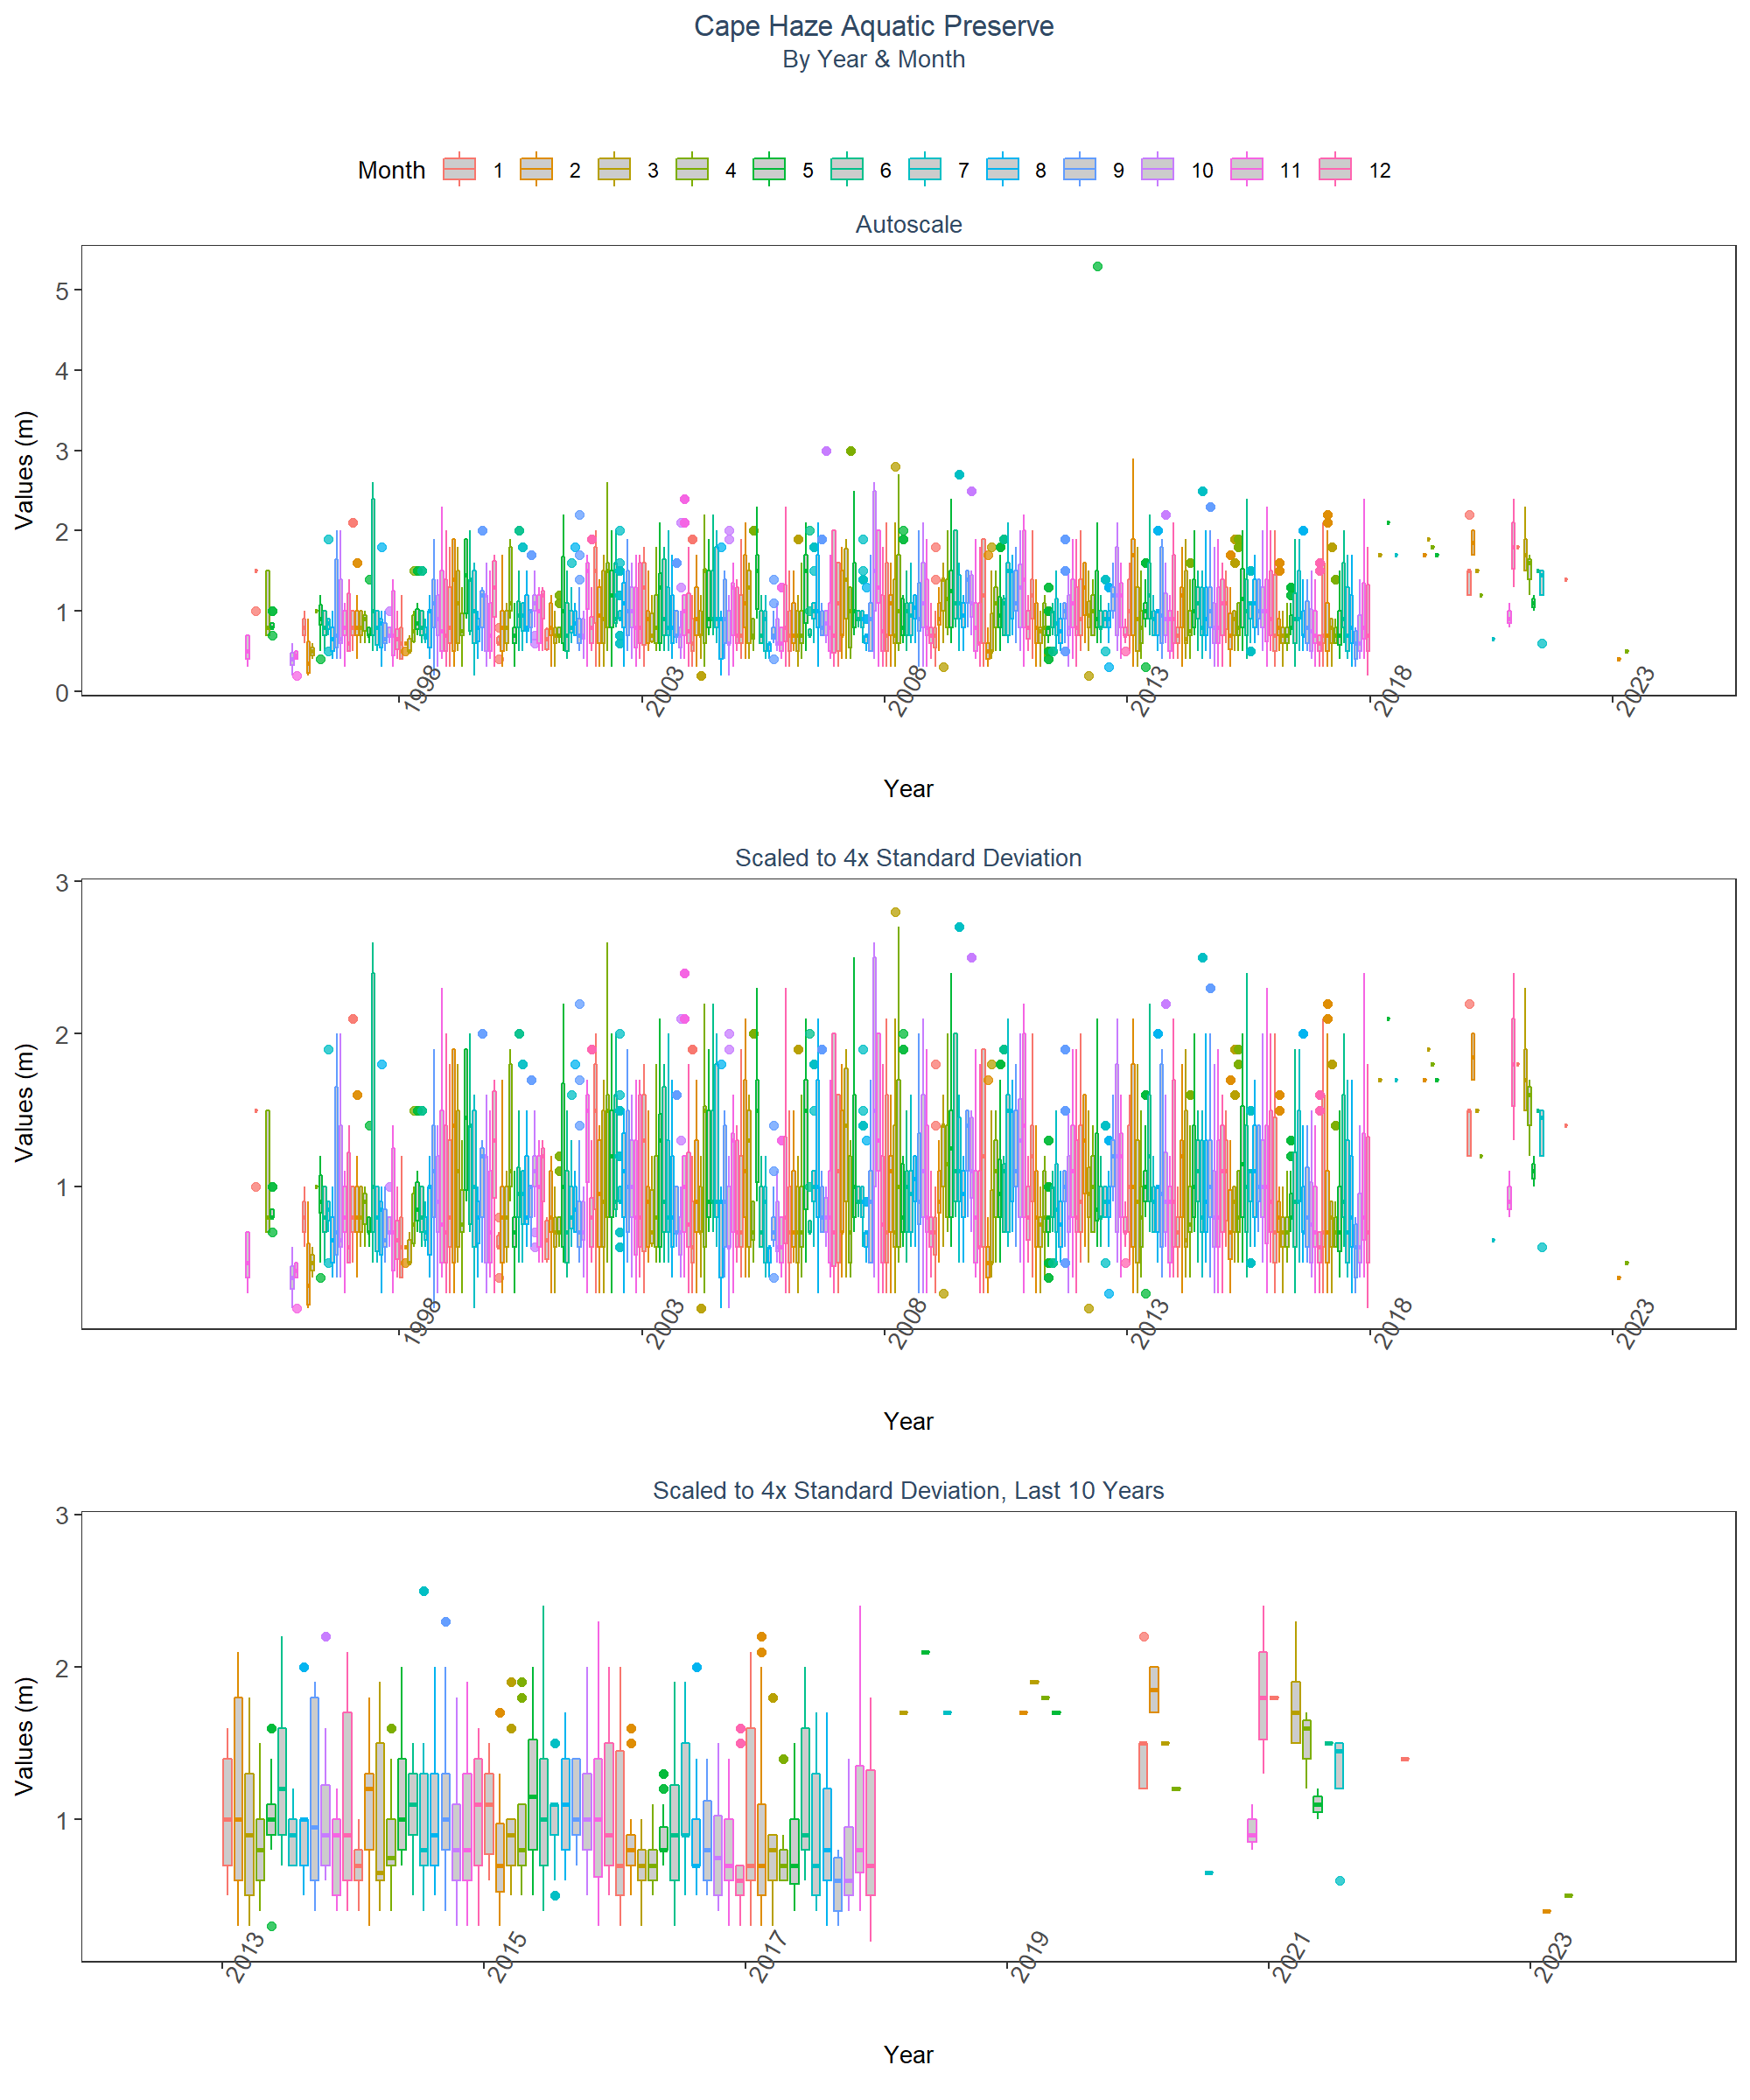 Cape Haze Aquatic Preserve
By Year & Month
Month 1 2 3 4 5 6 7 8 9 10 11 12
Autoscale
Values (m)
5
4
3
2
1
0
1998 2003 2008 2013 2018 2023
Year
Scaled to 4x Standard Deviation
Values (m)
3
2
1
1998 2003 2008 2013 2018 2023
Year
Scaled to 4x Standard Deviation, Last 10 Years
Values (m)
3
2
1
2013 2015 2017 2019 2021 2023
Year